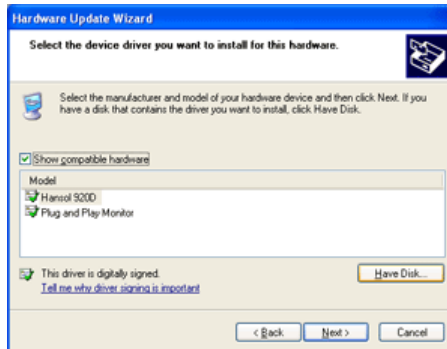 Hardware Update Wizard
Select the device driver you want to install for this hardware.
Select the manufacturer and model of your hardware device and then click Next. If you
have a disk that contains the driver you want to install, click Have Disk.
Show compatible hardware
Model
Hansol 920D
Plug and Play Monitor
This driver is digitally signed.
Have Disk...
Tell me why driver signing is important
< Back
Next >
Cancel